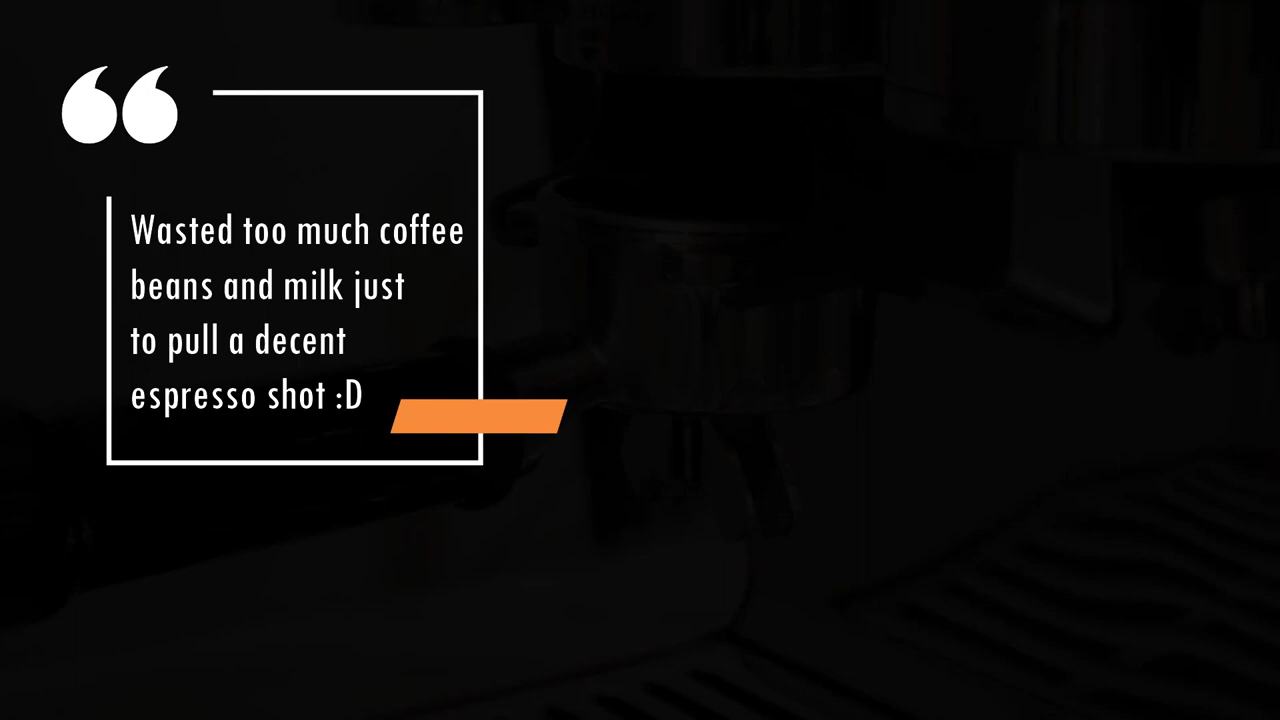 Wasted too much coffee
beans and milk just
to pull a decent
espresso shot :D